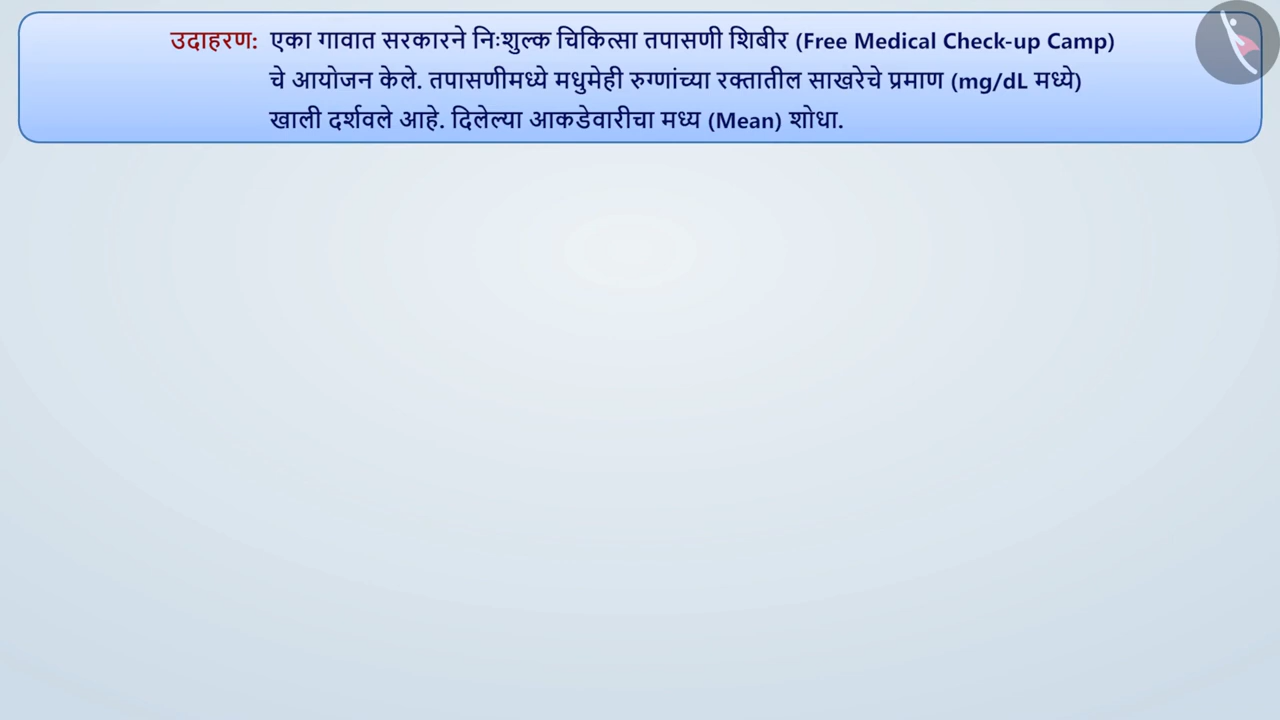 उदाहरण: एका गावात सरकारने निःशुल्क चिकित्सा तपासणी शिबीर (Free Medical Check-up Camp)
चे आयोजन केले. तपासणीमध्ये मधुमेही रुग्णांच्या रक्तातील साखरेचे प्रमाण (mg/dL मध्ये)
खाली दर्शवले आहे. दिलेल्या आकडेवारीचा मध्य (Mean) शोधा.